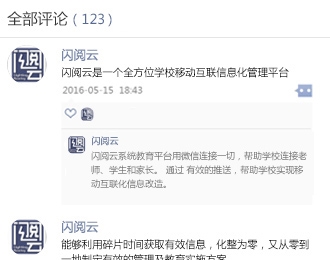 全部评论（123）
闪阅云
闪阅云是一个全方位学校移动互联信息化管理平台
2016-05-15 18:43
闪阅云
闪阅云系统教育平台用微信连接一切，帮助学校连接老
师、学生和家长。 通过 有效的推送，帮助学校实现移
动互联化信息改造。
闪阅云
能够利用碎片时间获取有效信息，化整为零，又从零到